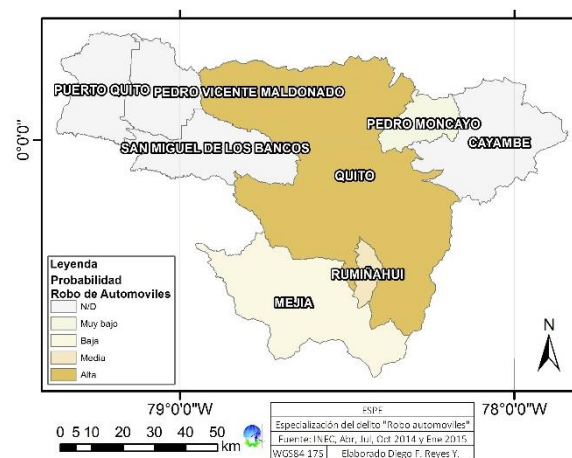 PUERTO QUITO
PEDRO VICENTE MALDONADO
PEDRO MONCAYO
SAN MIGUEL DE LOS BANCOS
CAYAMBE
QUITO
RUMIÑAHUI
MEJIA
0°0'0"
Leyenda
Probabilidad
Robo de Automoviles
N/D
Muy bajo
Baja
Media
Alta
N
79°0'0"W
78°0'0"W
0 5 10 20 30 40 50
km
ESPE
Especialización del delito "Robo automoviles"
Fuente: INEC, Abr, Jul, Oct 2014 y Ene 2015
WGS84 17S
Elaborado Diego F. Reyes Y.